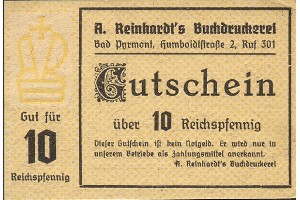 A. Reinhardt's Buchdruckerei
Bad Pyrmont, Humboldtstraße 2, Ruf 301
Gutschein
über 10 Reichspfennig
Dieser Gutschein ist kein Notgeld. Er wird nur in
unserem Betriebe als Zahlungsmittel anerkannt.
A. Reinhardt's Buchdruckerei
Gut für
10
Reichspfennig